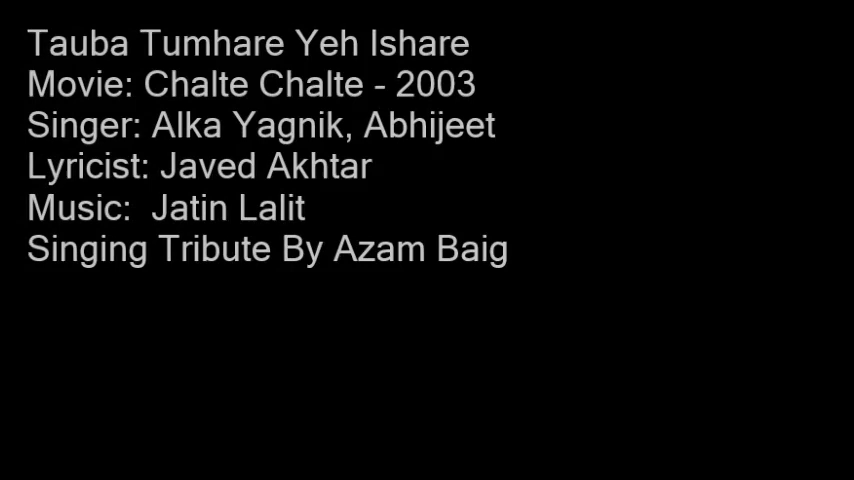 Tauba Tumhare Yeh Ishare
Movie: Chalte Chalte - 2003
Singer: Alka Yagnik, Abhijeet
Lyricist: Javed Akhtar
Music:  Jatin Lalit
Singing Tribute By Azam Baig